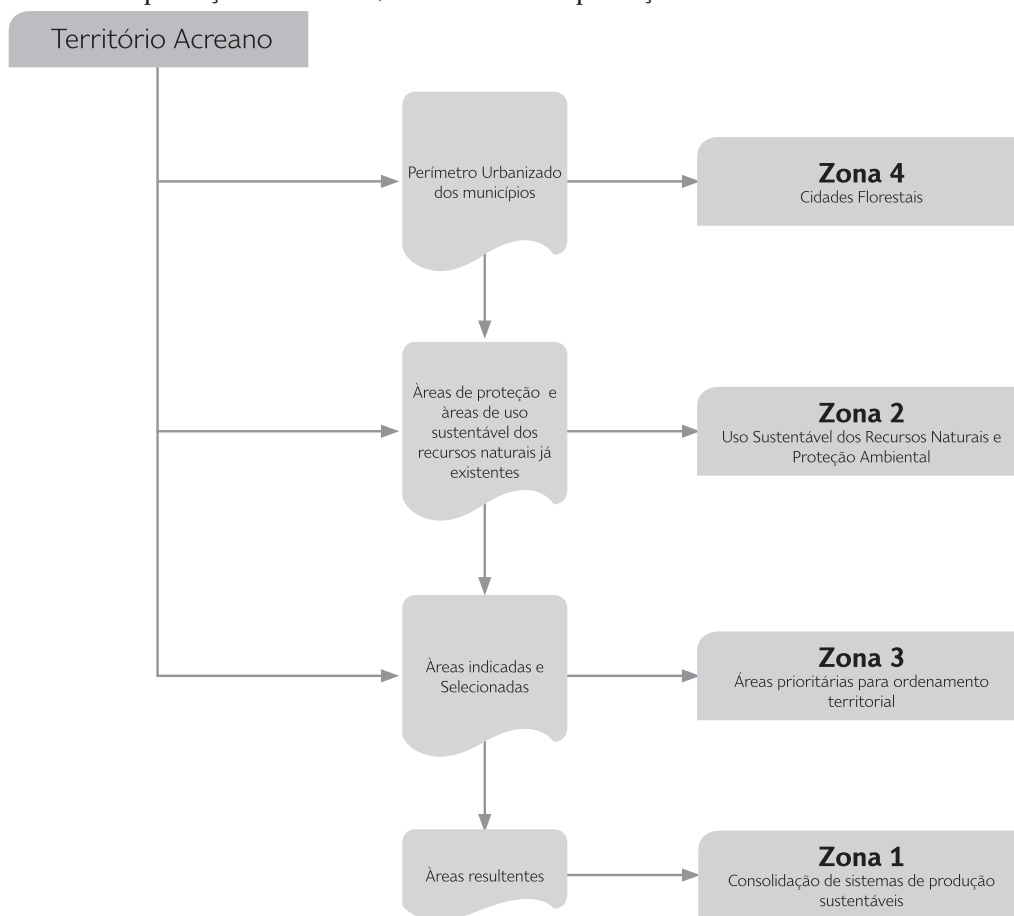 Território Acreano
Perímetro Urbanizado
dos municípios
Zona 4
Cidades Florestais
Àreas de proteção e
àreas de uso
sustentável dos
recursos naturais já
existentes
Zona 2
Uso Sustentável dos Recursos Naturais e
Proteção Ambiental
Àreas indicadas e
Selecionadas
Zona 3
Áreas prioritárias para ordenamento
territorial
Àreas resultentes
Zona 1
Consolidação de sistemas de produção
sustentáveis